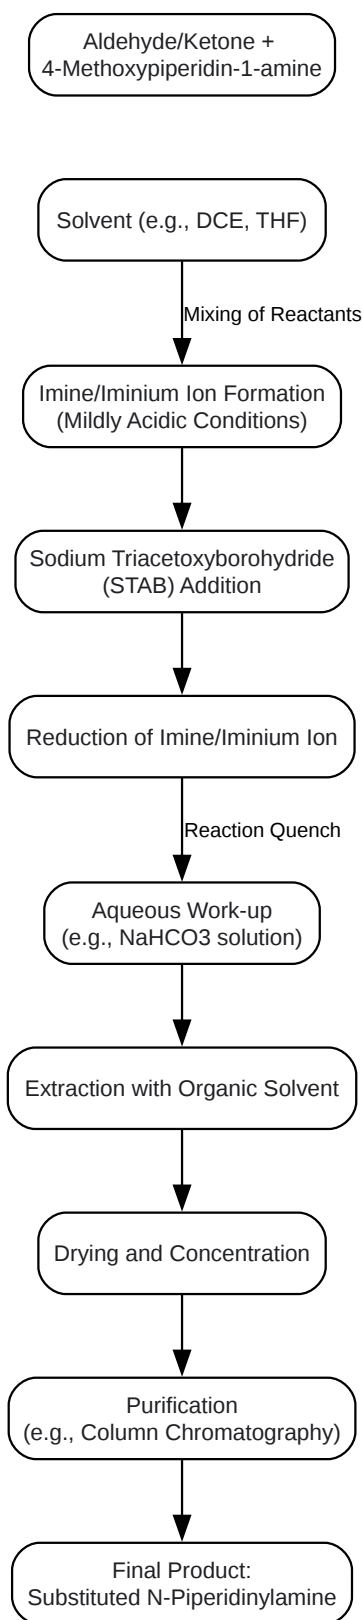 Aldehyde/Ketone +
4-Methoxypiperidin-1-amine
Solvent (e.g., DCE, THF)
Mixing of Reactants
Imine/Iminium Ion Formation
(Mildly Acidic Conditions)
Sodium Triacetoxyborohydride
(STAB) Addition
Reduction of Imine/Iminium Ion
Reaction Quench
Aqueous Work-up
(e.g., NaHCO3 solution)
Extraction with Organic Solvent
Drying and Concentration
Purification
(e.g., Column Chromatography)
Final Product:
Substituted N-Piperidinylamine